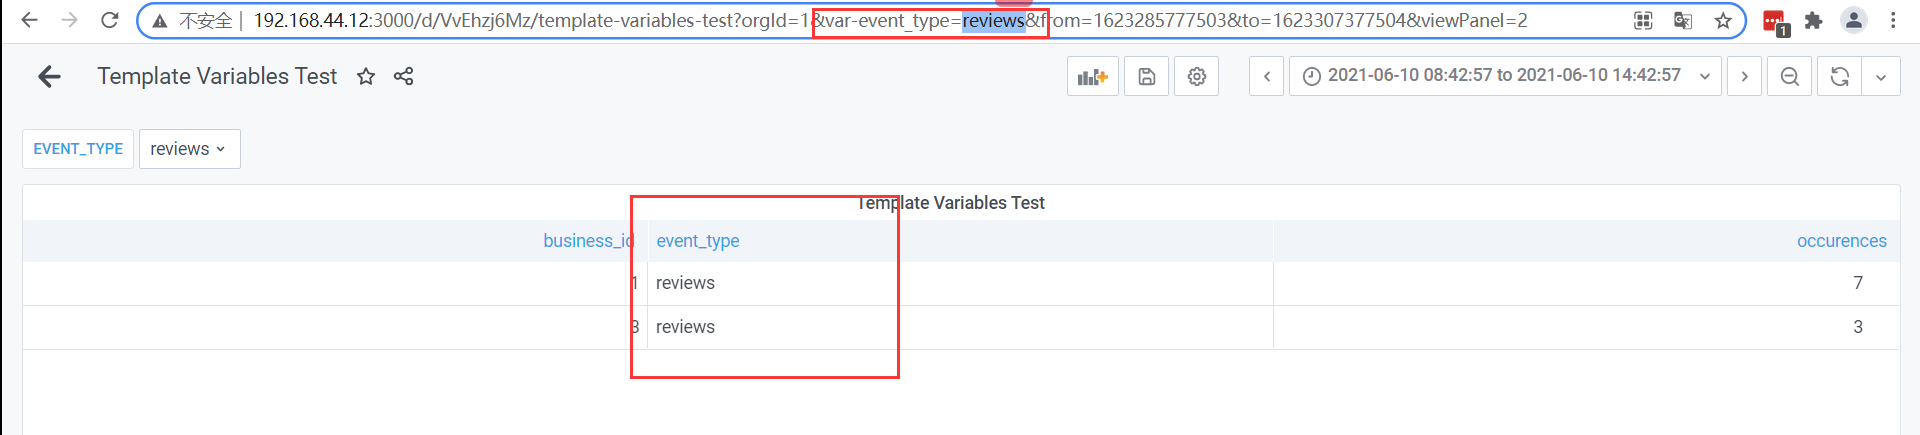 不安全 | 192.168.44.12:3000/d/VvEhzj6Mz/template-variables-test?orgId=1&var-event_type=reviews&from=1623285777503&to=1623307377504&viewPanel=2
1
Template Variables Test
2021-06-10 08:42:57 to 2021-06-10 14:42:57
EVENT_TYPE reviews
Template Variables Test
business_id event_type occurences
1 reviews 7
3 reviews 3